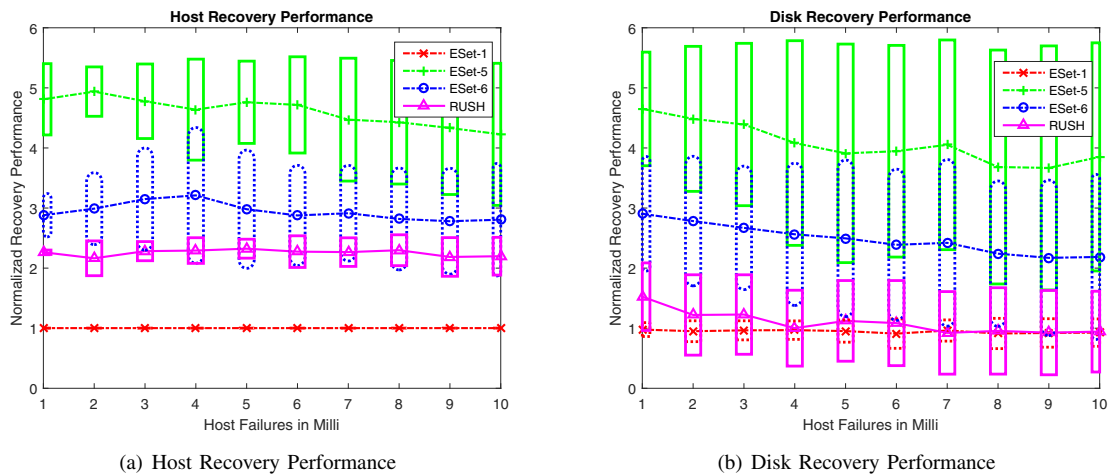 Host Recovery Performance
Normalizad Recovery Performance
6
5
4
3
2
1
0
ESet-1
ESet-5
ESet-6
RUSH
1 2 3 4 5 6 7 8 9 10
Host Failures in Milli
(a) Host Recovery Performance
Disk Recovery Performance
Normalizad Recovery Performance
6
5
4
3
2
1
0
ESet-1
ESet-5
ESet-6
RUSH
1 2 3 4 5 6 7 8 9 10
Host Failures in Milli
(b) Disk Recovery Performance